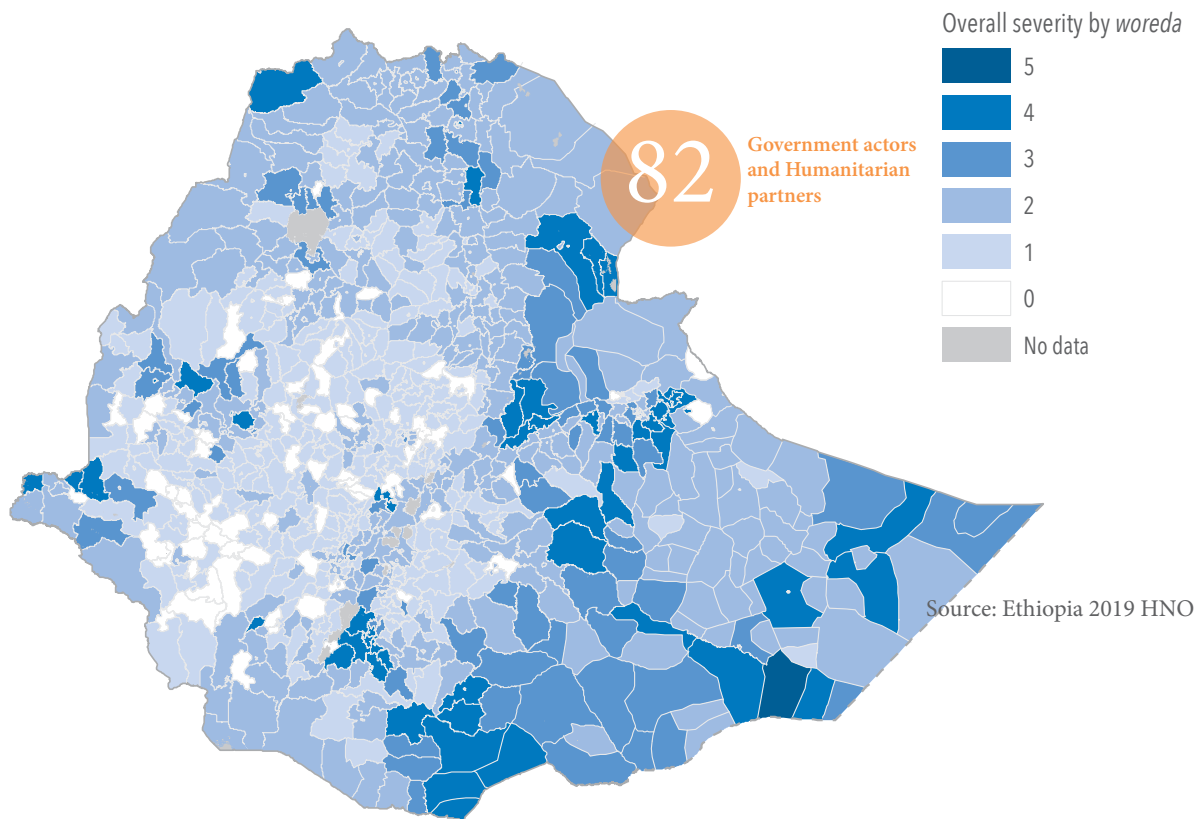 Overall severity by woreda
5
4
3
2
1
0
No data
82
Government actors
and Humanitarian
partners
Source: Ethiopia 2019 HNO